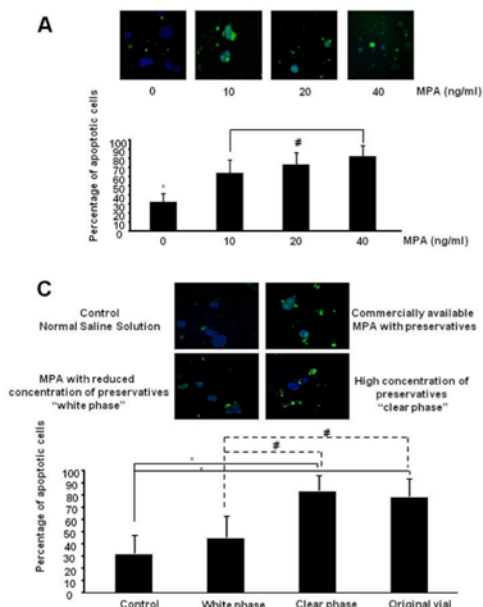 A
0 10 20 40 MPA (ng/ml)
#
Percentage of apoptotic cells
100
90
80
70
60
50
40
30
20
10
0
*
0 10 20 40 MPA (ng/ml)
C
Control
Normal Saline Solution
Commercially available
MPA with preservatives
MPA with reduced
concentration of preservatives
"white phase"
High concentration of
preservatives
"clear phase"
#
#
*
*
Percentage of apoptotic cells
100
90
80
70
60
50
40
30
20
10
0
Control White phase Clear phase Original vial